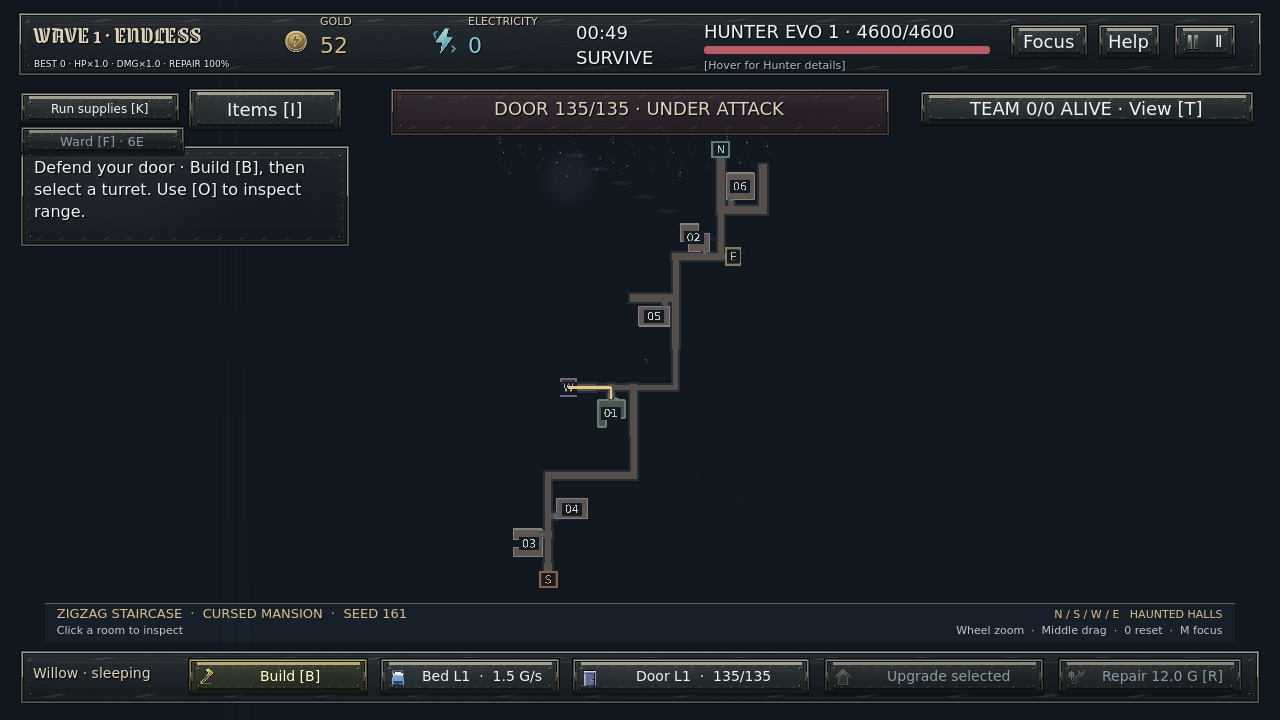 WAVE 1 · ENDLESS
BEST 0 · HP×1.0 · DMG×1.0 · REPAIR 100%
GOLD
52
ELECTRICITY
0
00:49
SURVIVE
HUNTER EVO 1 · 4600/4600
[Hover for Hunter details]
Focus
Help
II
Run supplies [K]
Items [I]
DOOR 135/135 · UNDER ATTACK
TEAM 0/0 ALIVE · View [T]
Ward [F] · 6E
Defend your door · Build [B], then
select a turret. Use [O] to inspect
range.
N
06
02
F
05
W
01
04
03
S
ZIGZAG STAIRCASE · CURSED MANSION · SEED 161
Click a room to inspect
N / S / W / E HAUNTED HALLS
Wheel zoom · Middle drag · 0 reset · M focus
Willow · sleeping
Build [B]
Bed L1 · 1.5 G/s
Door L1 · 135/135
Upgrade selected
Repair 12.0 G [R]